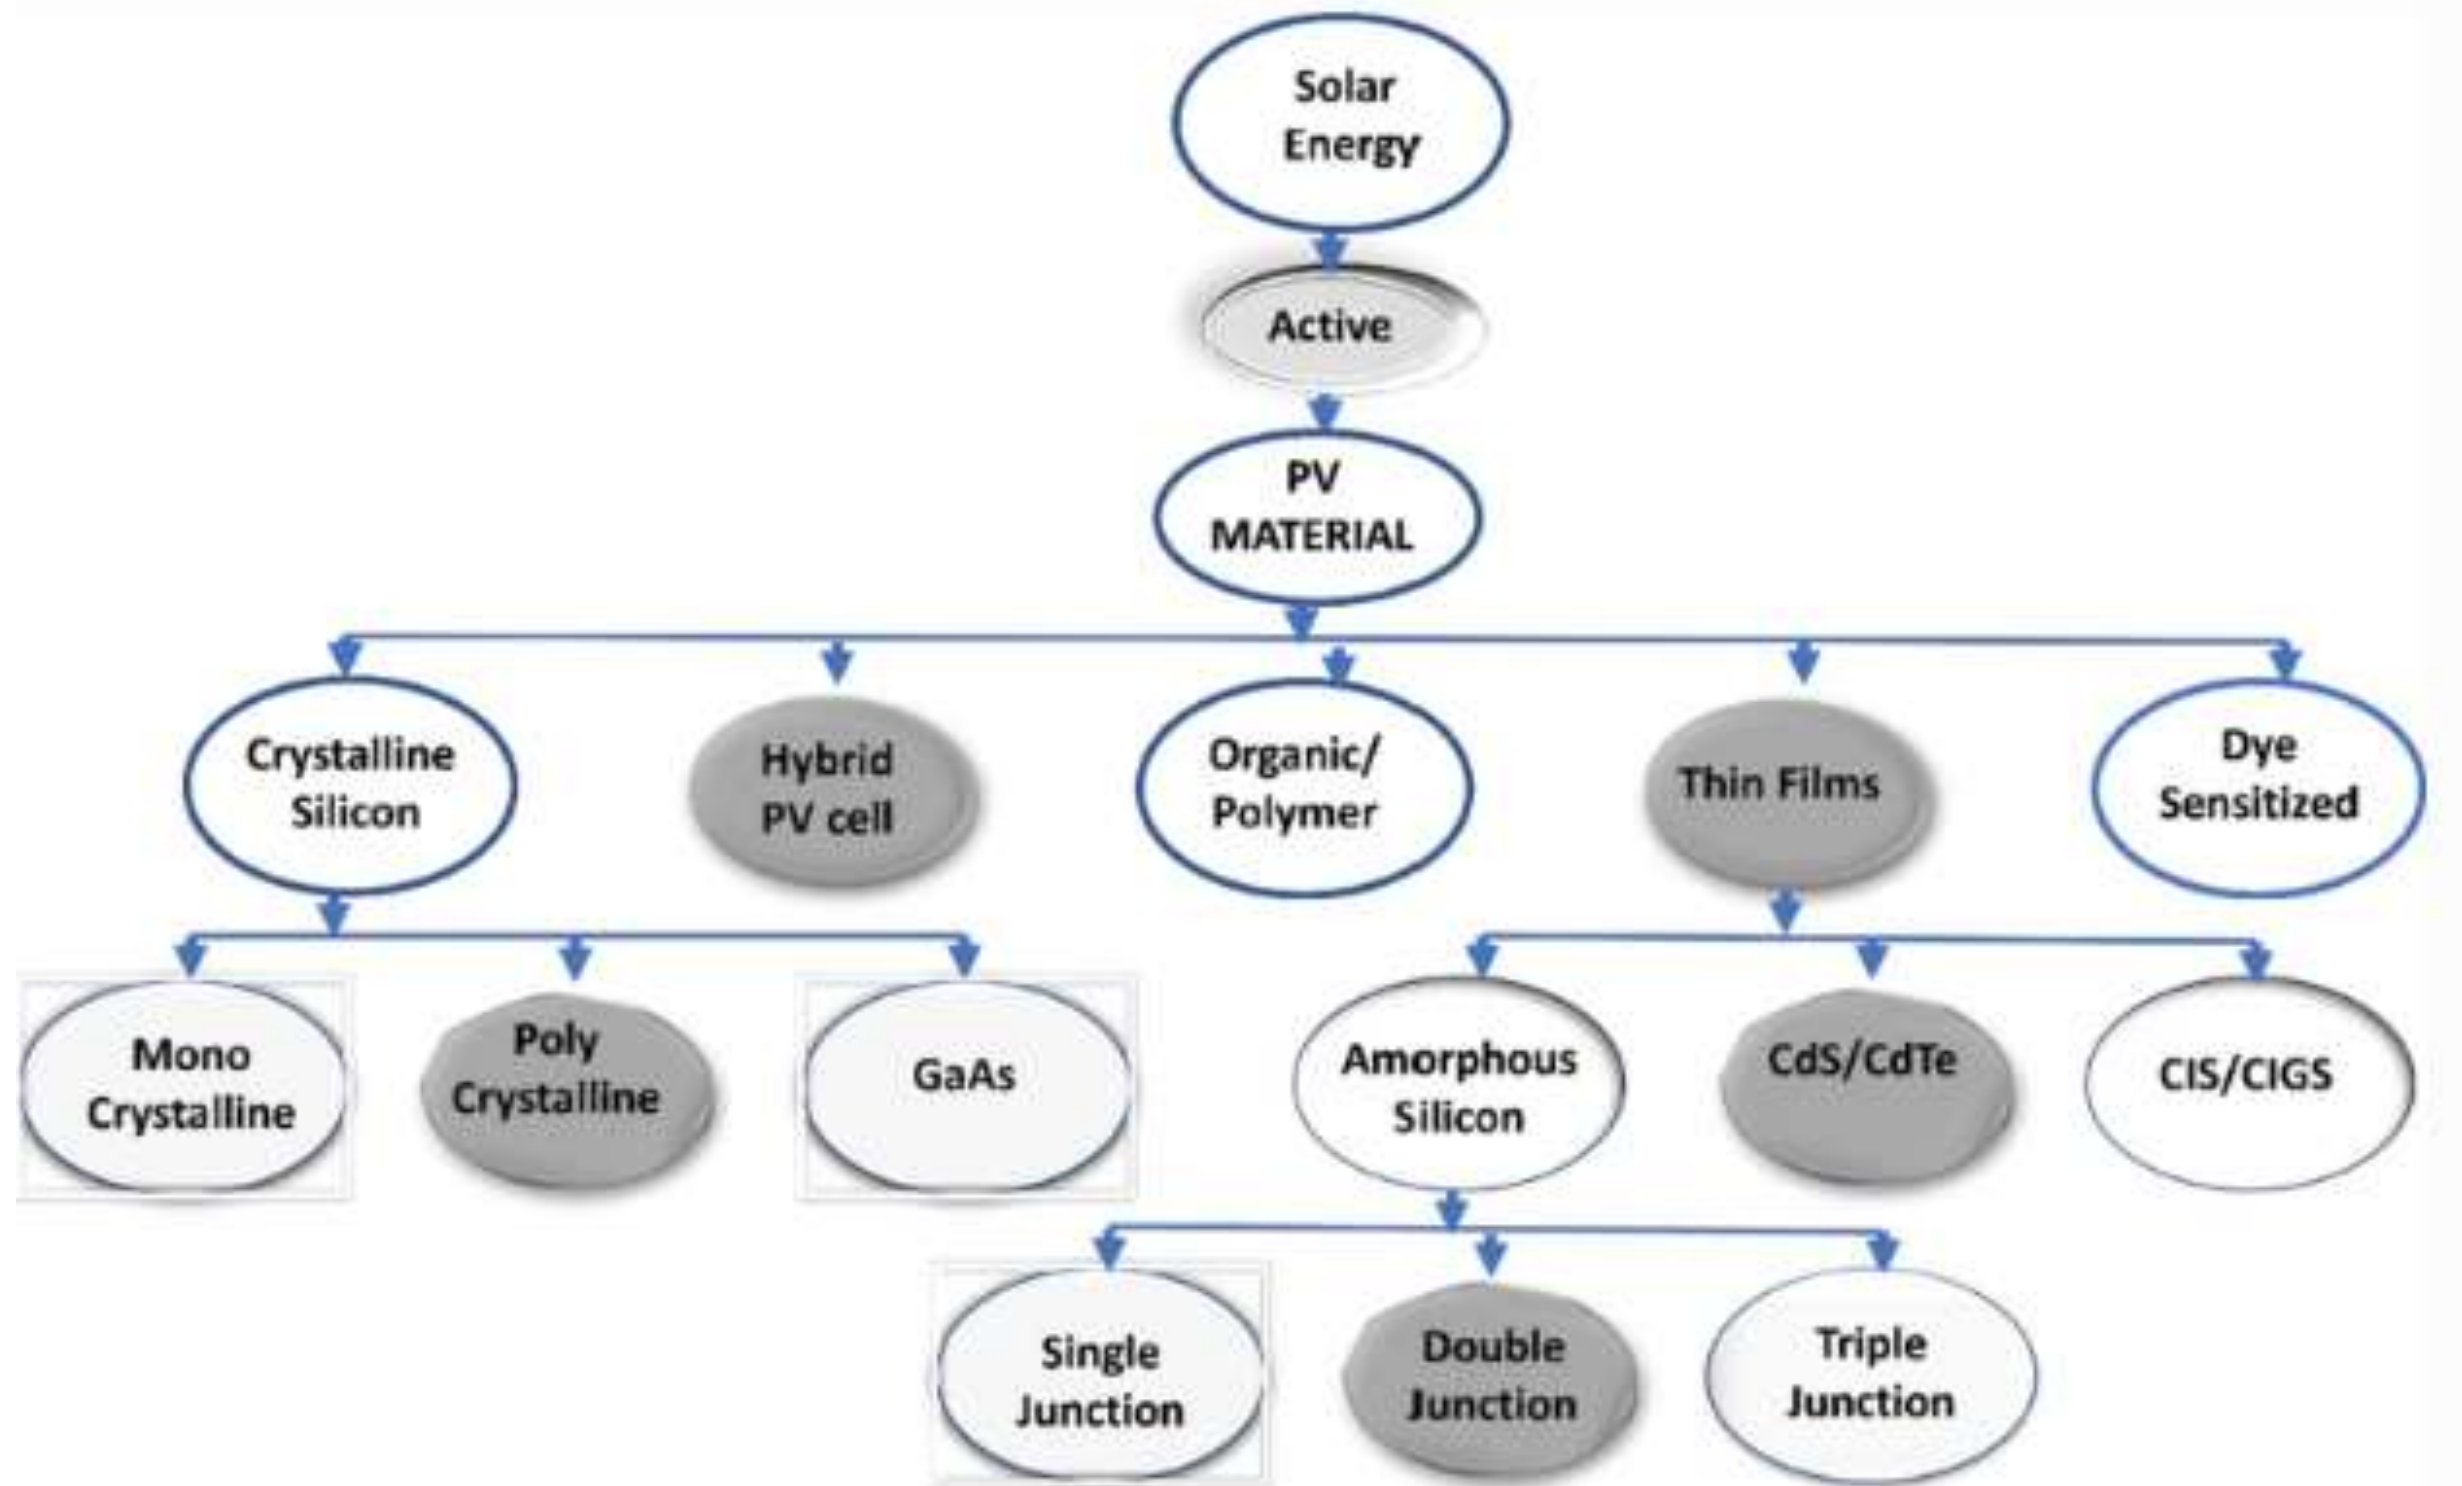 Solar
Energy
Active
PV
MATERIAL
Crystalline
Silicon
Hybrid
PV cell
Organic/
Polymer
Thin Films
Dye
Sensitized
Mono
Crystalline
Poly
Crystalline
GaAs
Amorphous
Silicon
CdS/CdTe
CIS/CIGS
Single
Junction
Double
Junction
Triple
Junction